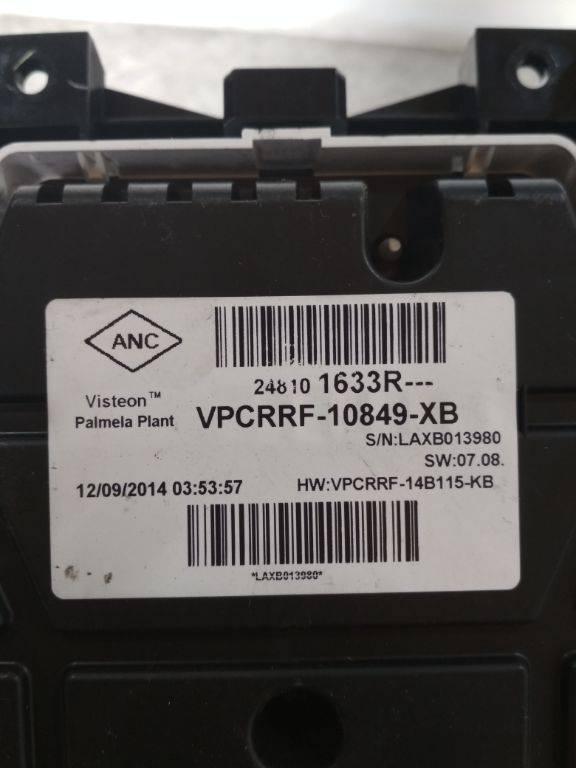 ANC
24810 1633R---
Visteon™
Palmela Plant
VPCRRF-10849-XB
S/N:LAXB013980
SW:07.08.
12/09/2014 03:53:57
HW:VPCRRF-14B115-KB
*LAXB013980*